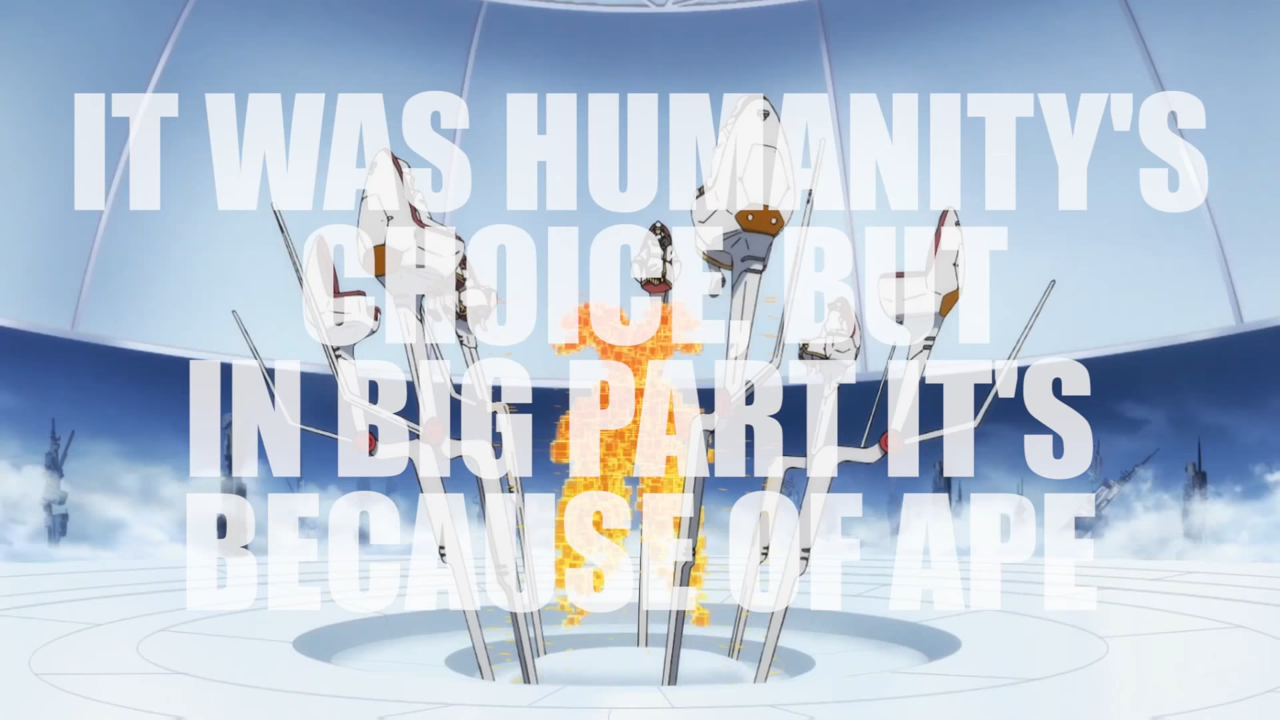 IT WAS HUMANITY'S
CHOICE, BUT
IN BIG PART IT'S
BECAUSE OF APE